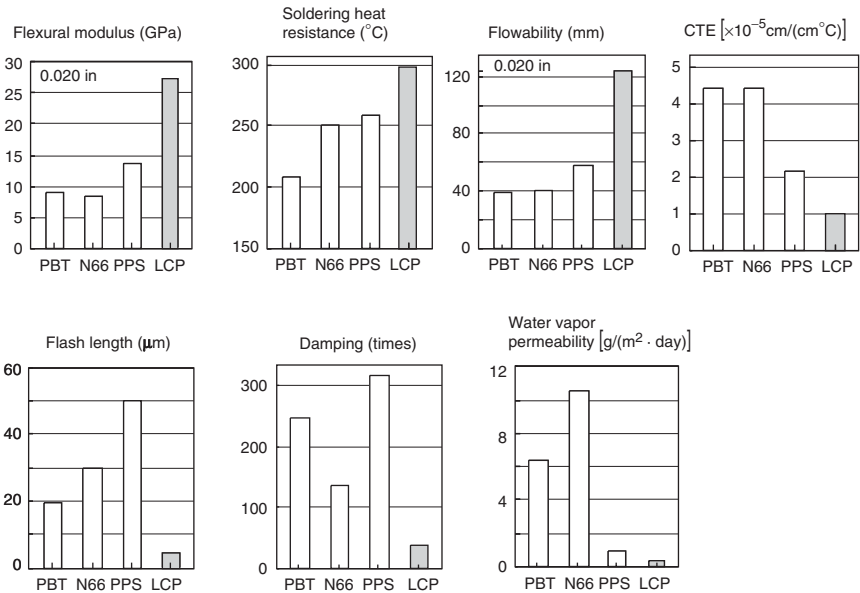 Flexural modulus (GPa)
30
25
20
15
10
5
0
0.020 in
PBT N66 PPS LCP
Soldering heat
resistance (°C)
300
250
200
150
PBT N66 PPS LCP
Flowability (mm)
120
80
40
0
0.020 in
PBT N66 PPS LCP
CTE [×10⁻⁵cm/(cm°C)]
5
4
3
2
1
0
PBT N66 PPS LCP
Flash length (μm)
60
40
20
0
PBT N66 PPS LCP
Damping (times)
300
200
100
0
PBT N66 PPS LCP
Water vapor
permeability [g/(m² · day)]
12
8
4
0
PBT N66 PPS LCP